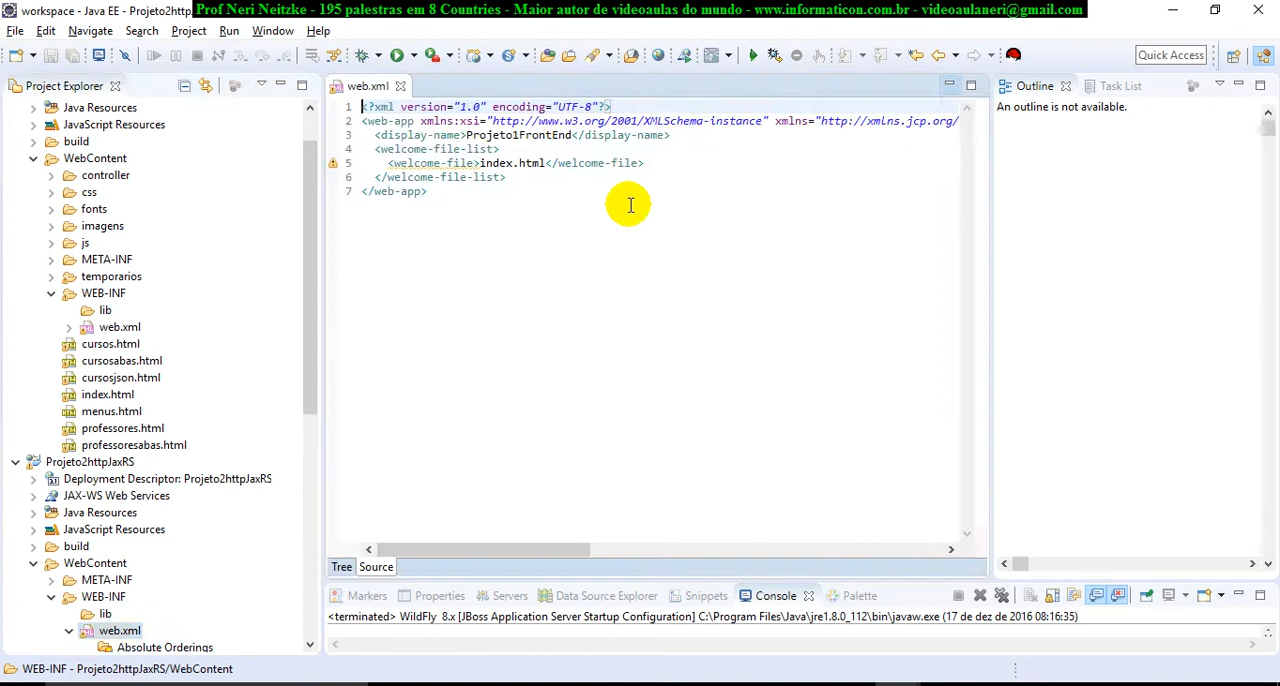 workspace - Java EE - Projeto2http
Prof Neri Neitzke - 195 palestras em 8 Countries - Maior autor de videoaulas do mundo - www.informaticon.com.br - videoaulaneri@gmail.com
File Edit Navigate Search Project Run Window Help
Quick Access
Project Explorer
Java Resources
JavaScript Resources
build
WebContent
controller
css
fonts
imagens
js
META-INF
temporarios
WEB-INF
lib
web.xml
cursos.html
cursosabas.html
cursosjson.html
index.html
menus.html
professores.html
professoresabas.html
Projeto2httpJaxRS
Deployment Descriptor: Projeto2httpJaxRS
JAX-WS Web Services
Java Resources
JavaScript Resources
build
WebContent
META-INF
WEB-INF
lib
web.xml
Absolute Orderings
web.xml
1 <?xml version="1.0" encoding="UTF-8"?>
2 <web-app xmlns:xsi="http://www.w3.org/2001/XMLSchema-instance" xmlns="http://xmlns.jcp.org/
3 <display-name>Projeto1FrontEnd</display-name>
4 <welcome-file-list>
5 <welcome-file>index.html</welcome-file>
6 </welcome-file-list>
7 </web-app>
Tree Source
Outline Task List
An outline is not available.
Markers Properties Servers Data Source Explorer Snippets Console Palette
<terminated> WildFly 8.x [JBoss Application Server Startup Configuration] C:\Program Files\Java\jre1.8.0_112\bin\javaw.exe (17 de dez de 2016 08:16:35)
WEB-INF - Projeto2httpJaxRS/WebContent